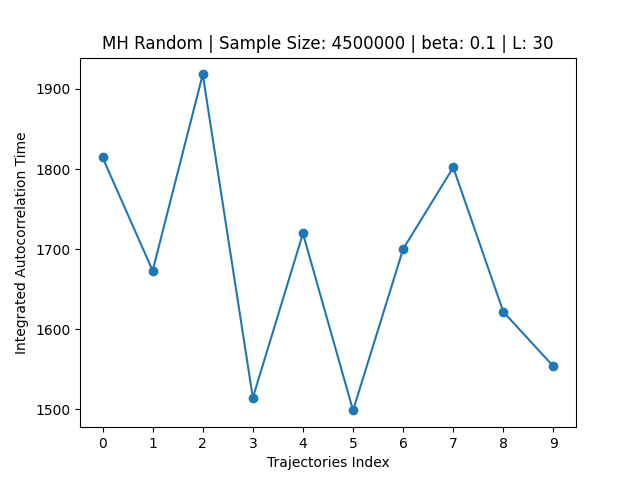 MH Random | Sample Size: 4500000 | beta: 0.1 | L: 30
Integrated Autocorrelation Time
1900
1800
1700
1600
1500
0 1 2 3 4 5 6 7 8 9
Trajectories Index